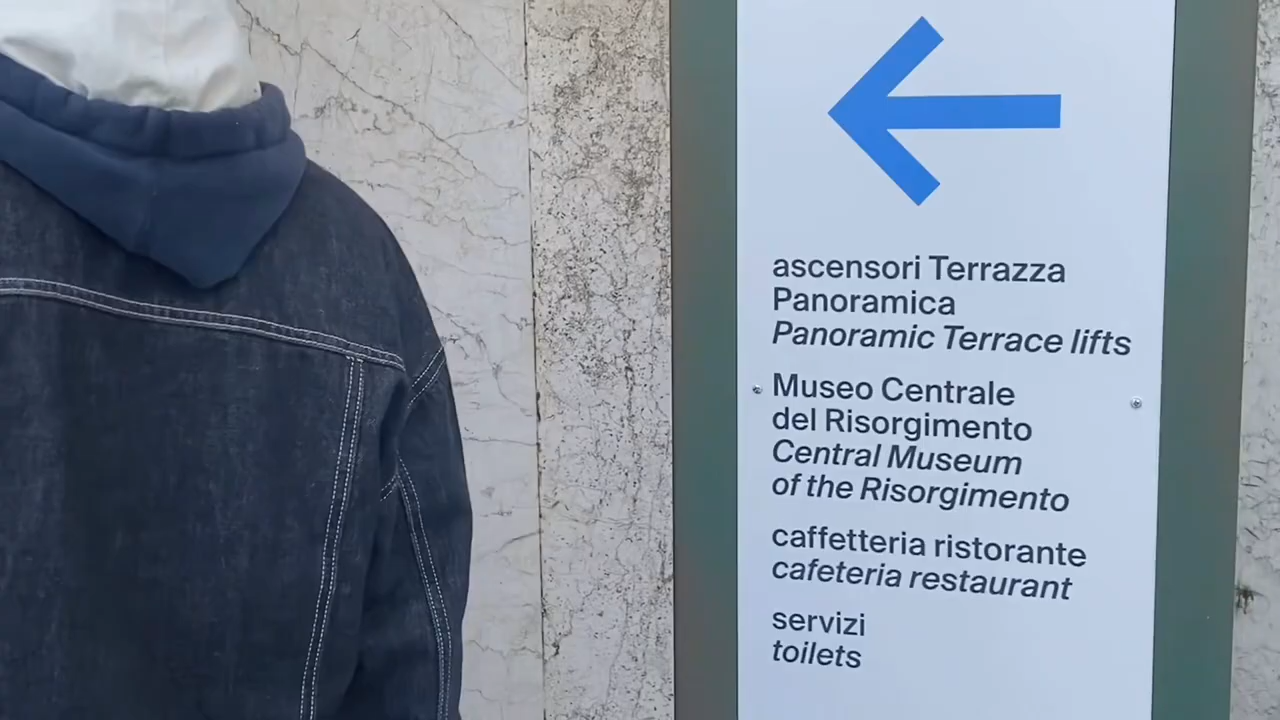 ascensori Terrazza
Panoramica
Panoramic Terrace lifts
Museo Centrale
del Risorgimento
Central Museum
of the Risorgimento
caffetteria ristorante
cafeteria restaurant
servizi
toilets